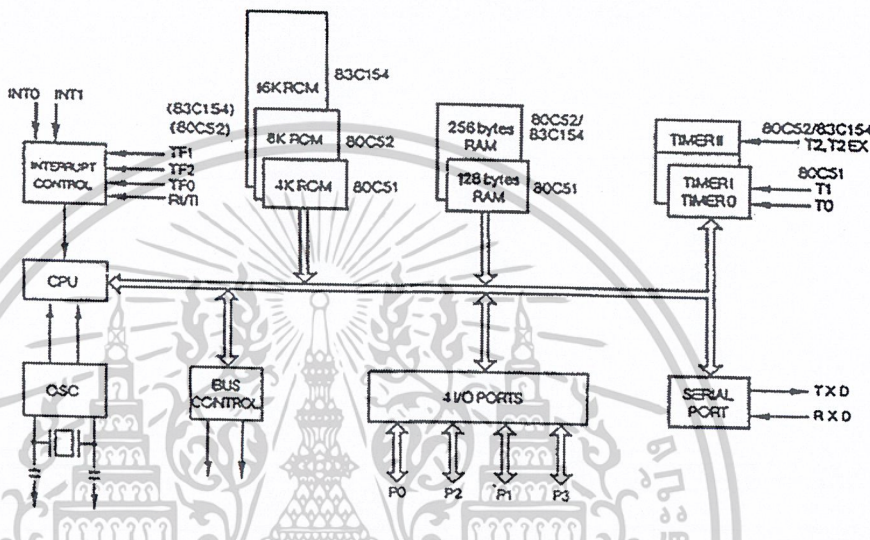 INT0 INT1
INTERRUPT
CONTROL
(83C154)
(80C52)
TF1
TF2
TF0
RI/TI
16K ROM
83C154
8K ROM
80C52
4K ROM
80C51
256 bytes
RAM
80C52/
83C154
128 bytes
RAM
80C51
TIMER II
80C52/83C154
T2, T2 EX
TIMER I
TIMER 0
80C51
T1
T0
CPU
OSC
BUS
CONTROL
4 I/O PORTS
P0 P2 P1 P3
SERIAL
PORT
TXD
RXD